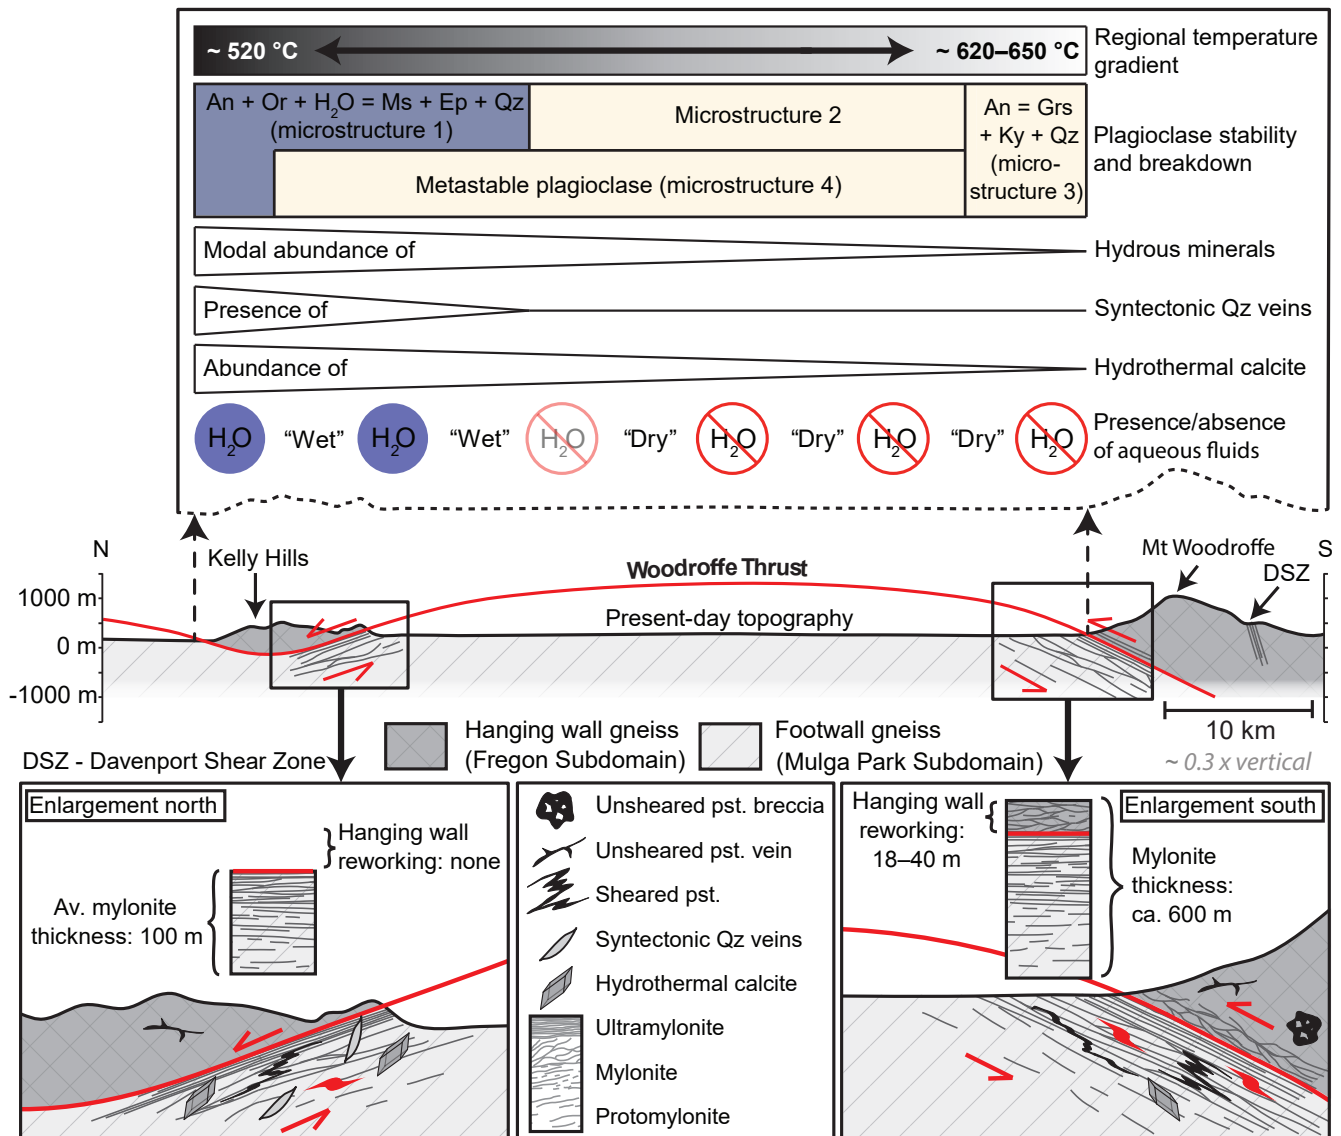 ~ 520 °C
~ 620–650 °C
Regional temperature
gradient
An + Or + H2O = Ms + Ep + Qz
(microstructure 1)
Microstructure 2
An = Grs
+ Ky + Qz
(micro-
structure 3)
Metastable plagioclase (microstructure 4)
Plagioclase stability
and breakdown
Modal abundance of
Hydrous minerals
Presence of
Syntectonic Qz veins
Abundance of
Hydrothermal calcite
H2O "Wet" H2O "Wet" H2O "Dry" H2O "Dry" H2O "Dry" H2O
Presence/absence
of aqueous fluids
N
Kelly Hills
Woodroffe Thrust
Mt Woodroffe
S
DSZ
1000 m
0 m
-1000 m
Present-day topography
10 km
~ 0.3 x vertical
Hanging wall gneiss
(Fregon Subdomain)
Footwall gneiss
(Mulga Park Subdomain)
DSZ - Davenport Shear Zone
Enlargement north
Hanging wall
reworking: none
Av. mylonite
thickness: 100 m
Unsheared pst. breccia
Unsheared pst. vein
Sheared pst.
Syntectonic Qz veins
Hydrothermal calcite
Ultramylonite
Mylonite
Protomylonite
Hanging wall
reworking:
18–40 m
Enlargement south
Mylonite
thickness:
ca. 600 m